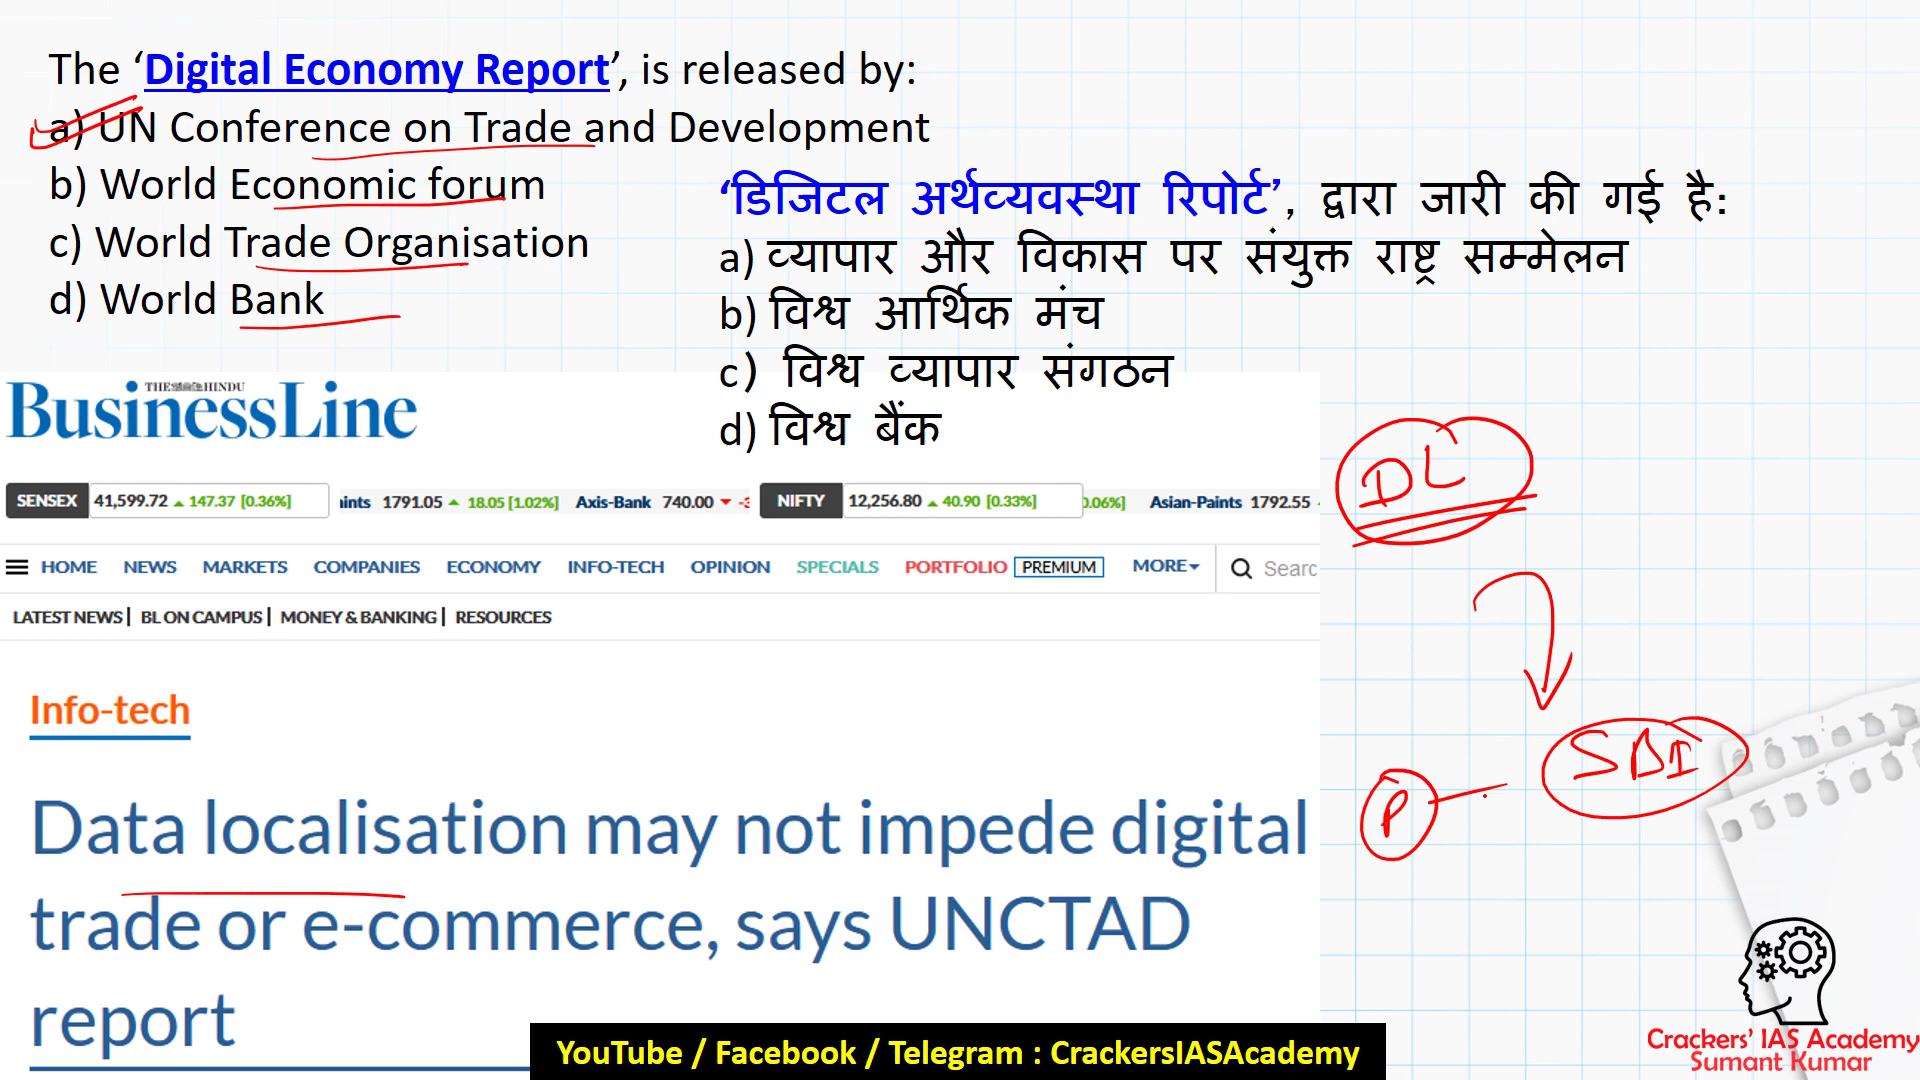 The ‘Digital Economy Report’, is released by:
a) UN Conference on Trade and Development
b) World Economic forum
c) World Trade Organisation
d) World Bank
‘डिजिटल अर्थव्यवस्था रिपोर्ट’, द्वारा जारी की गई है:
a) व्यापार और विकास पर संयुक्त राष्ट्र सम्मेलन
b) विश्व आर्थिक मंच
c) विश्व व्यापार संगठन
d) विश्व बैंक
THE HINDU
BusinessLine
SENSEX 41,599.72 147.37 [0.36%] 1791.05 18.05 [1.02%] Axis-Bank 740.00 NIFTY 12,256.80 40.90 [0.33%] Asian-Paints 1792.55
HOME NEWS MARKETS COMPANIES ECONOMY INFO-TECH OPINION SPECIALS PORTFOLIO PREMIUM MORE
LATEST NEWS | BL ON CAMPUS | MONEY & BANKING | RESOURCES
Info-tech
Data localisation may not impede digital
trade or e-commerce, says UNCTAD
report
DL
SBI
P
YouTube / Facebook / Telegram : CrackersIASAcademy
Crackers’ IAS Academy
Sumant Kumar